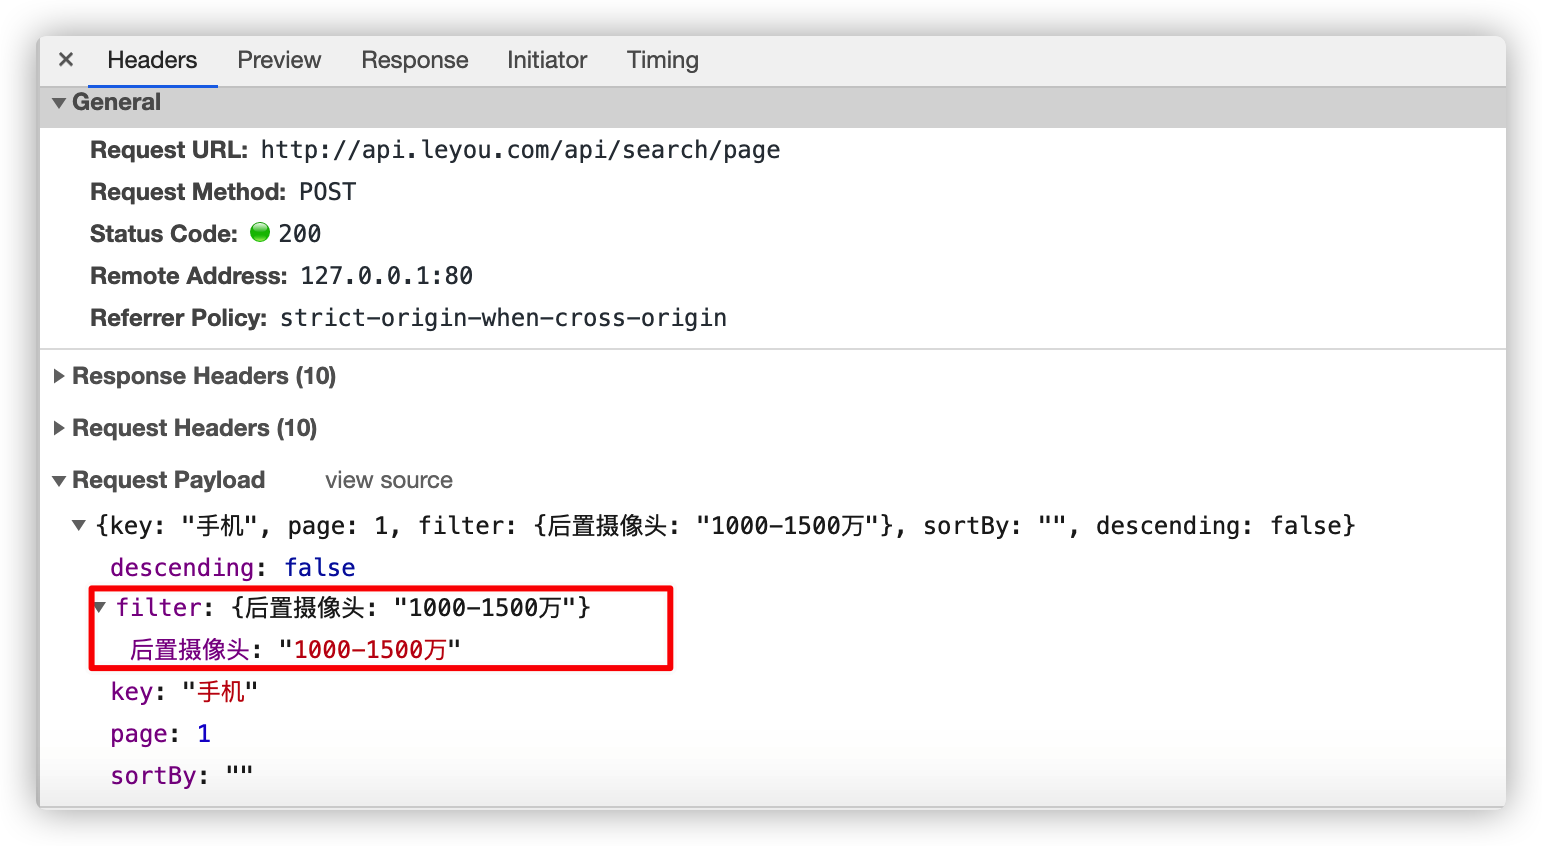 × Headers Preview Response Initiator Timing
General
Request URL: http://api.leyou.com/api/search/page
Request Method: POST
Status Code: 200
Remote Address: 127.0.0.1:80
Referrer Policy: strict-origin-when-cross-origin
Response Headers (10)
Request Headers (10)
Request Payload view source
{key: "手机", page: 1, filter: {后置摄像头: "1000-1500万"}, sortBy: "", descending: false}
descending: false
filter: {后置摄像头: "1000-1500万"}
后置摄像头: "1000-1500万"
key: "手机"
page: 1
sortBy: ""